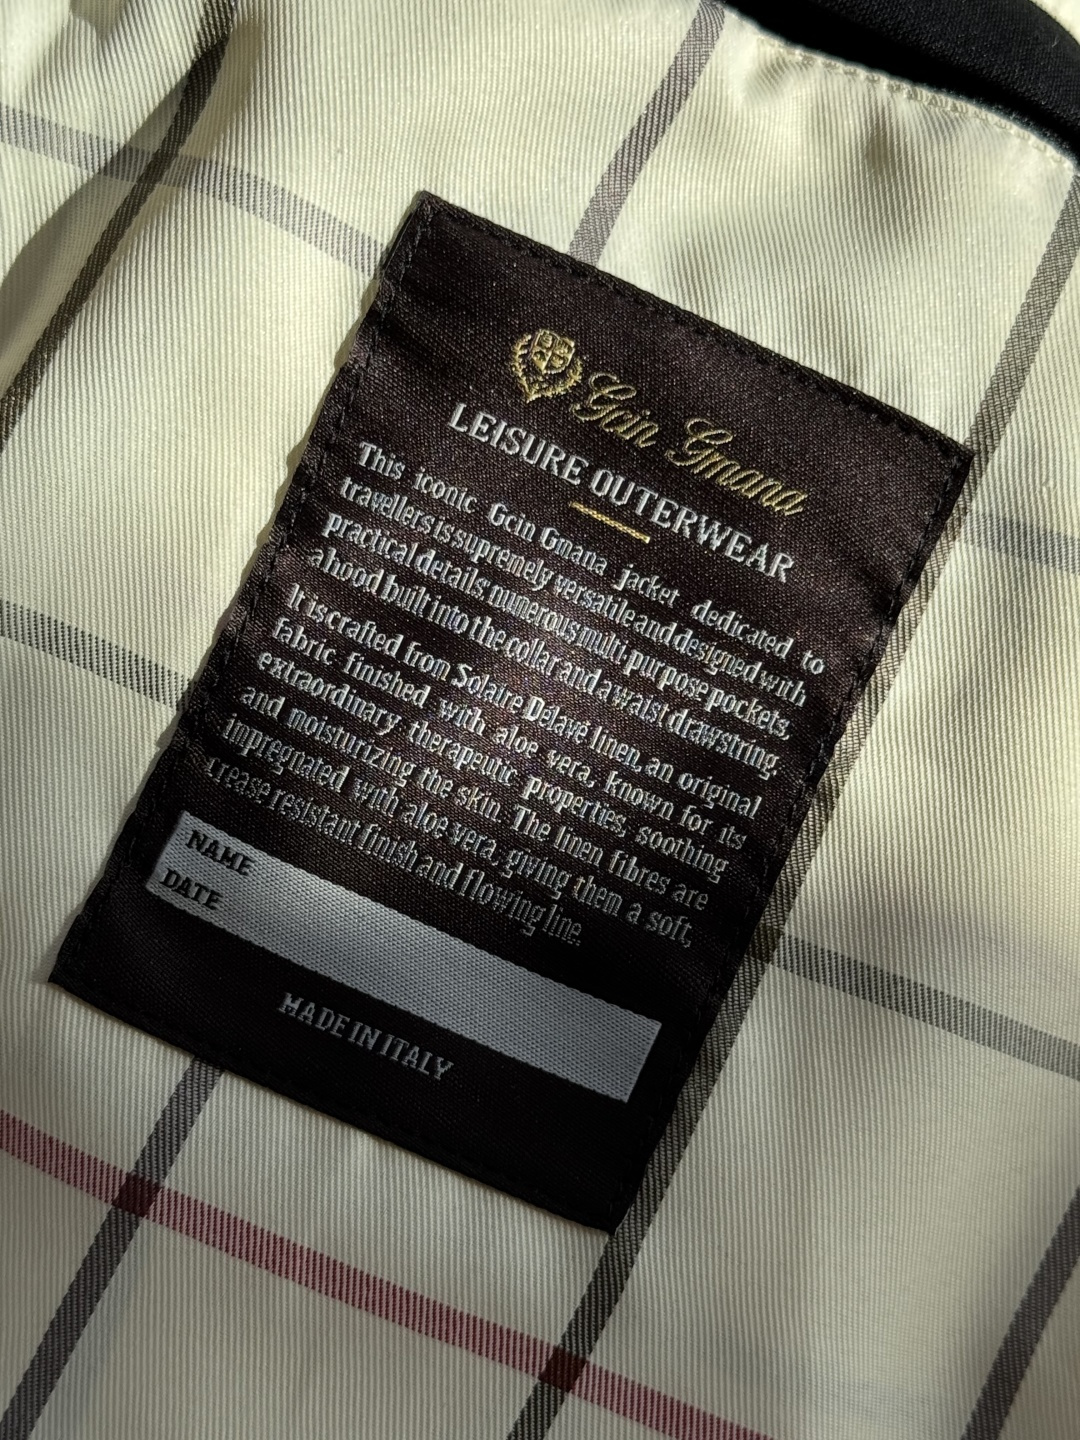 Gcin Gmana
LEISURE OUTERWEAR
This iconic Gcin Gmana jacket dedicated to
travellers is supremely versatile and designed with
practical details: numerous multi-purpose pockets,
a hood built into the collar and a waist drawstring.
It is crafted from Solaire Délavé linen, an original
fabric finished with aloe vera, known for its
extraordinary therapeutic properties, soothing
and moisturizing the skin. The linen fibres are
impregnated with aloe vera, giving them a soft,
crease resistant finish and flowing line.
NAME
DATE
MADE IN ITALY